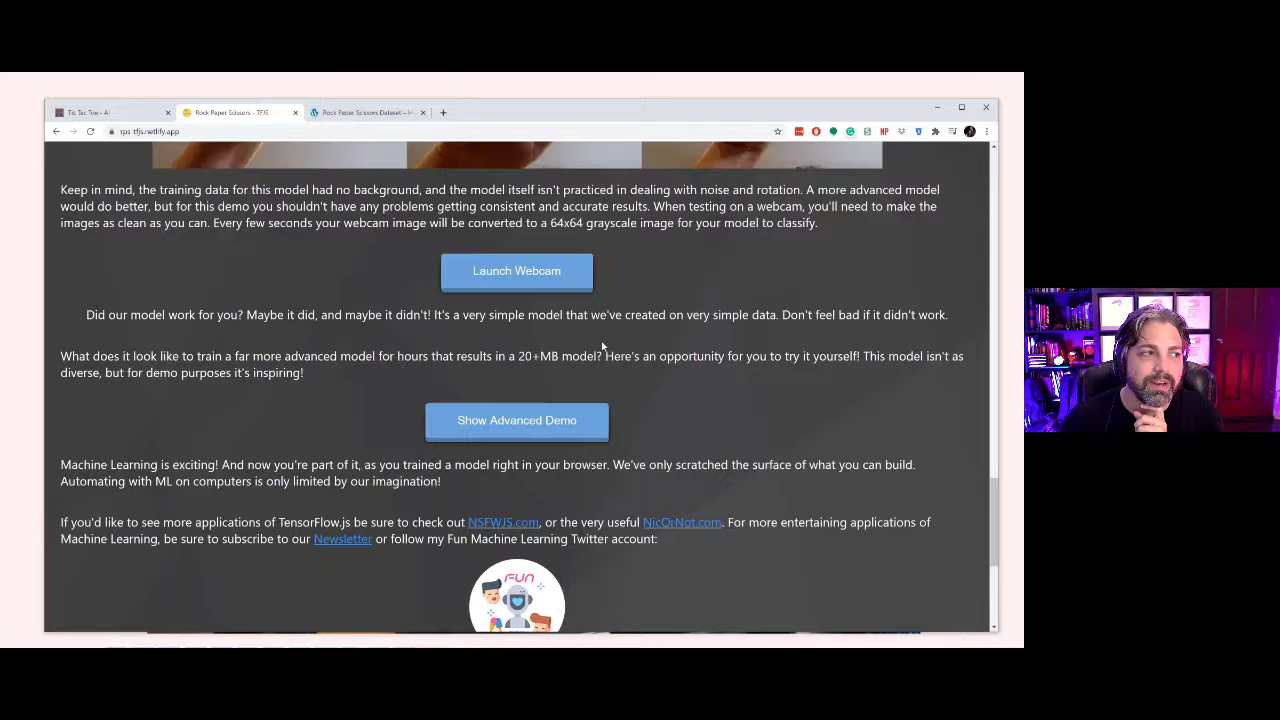 Tic Tac Toe - AI
Rock Paper Scissors - TFJS
Rock Paper Scissors Dataset – In
rps-tfjs.netlify.app
Keep in mind, the training data for this model had no background, and the model itself isn't practiced in dealing with noise and rotation. A more advanced model
would do better, but for this demo you shouldn't have any problems getting consistent and accurate results. When testing on a webcam, you'll need to make the
images as clean as you can. Every few seconds your webcam image will be converted to a 64x64 grayscale image for your model to classify.
Launch Webcam
Did our model work for you? Maybe it did, and maybe it didn't! It's a very simple model that we've created on very simple data. Don't feel bad if it didn't work.
What does it look like to train a far more advanced model for hours that results in a 20+MB model? Here's an opportunity for you to try it yourself! This model isn't as
diverse, but for demo purposes it's inspiring!
Show Advanced Demo
Machine Learning is exciting! And now you're part of it, as you trained a model right in your browser. We've only scratched the surface of what you can build.
Automating with ML on computers is only limited by our imagination!
If you'd like to see more applications of TensorFlow.js be sure to check out NSFWJS.com, or the very useful NicOrNot.com. For more entertaining applications of
Machine Learning, be sure to subscribe to our Newsletter or follow my Fun Machine Learning Twitter account:
FUN